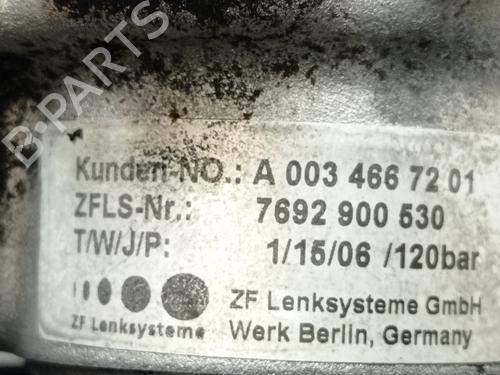 B-PARTS
Kunden-NO.: A 003 466 72 01
ZFLS-Nr.: 7692 900 530
T/W/J/P: 1/15/06 /120bar
ZF Lenksysteme GmbH
ZF Lenksysteme Werk Berlin, Germany